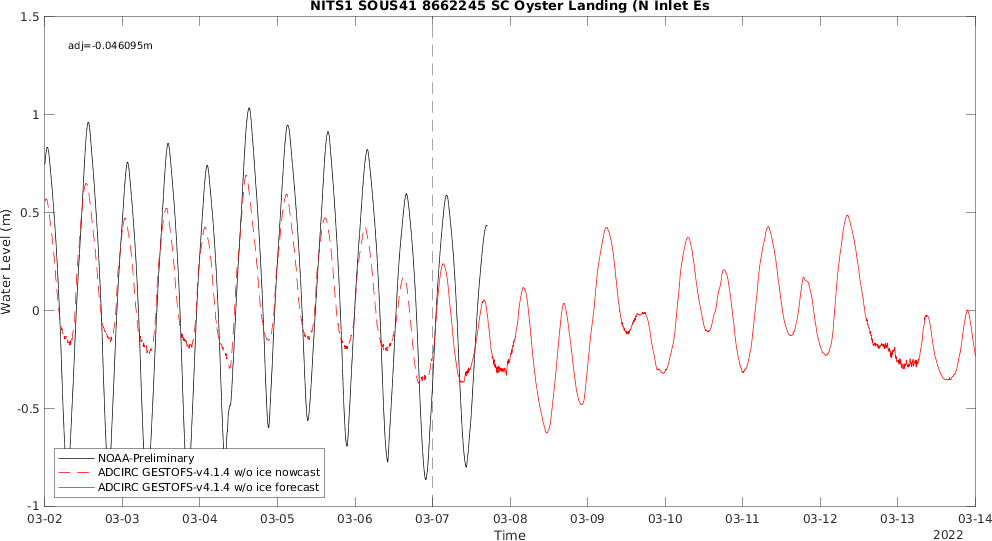 NITS1 SOUS41 8662245 SC Oyster Landing (N Inlet Es
adj=-0.046095m
Water Level (m)
1.5
1
0.5
0
-0.5
-1
NOAA-Preliminary
ADCIRC GESTOFS-v4.1.4 w/o ice nowcast
ADCIRC GESTOFS-v4.1.4 w/o ice forecast
03-02 03-03 03-04 03-05 03-06 03-07 03-08 03-09 03-10 03-11 03-12 03-13 03-14
Time
2022